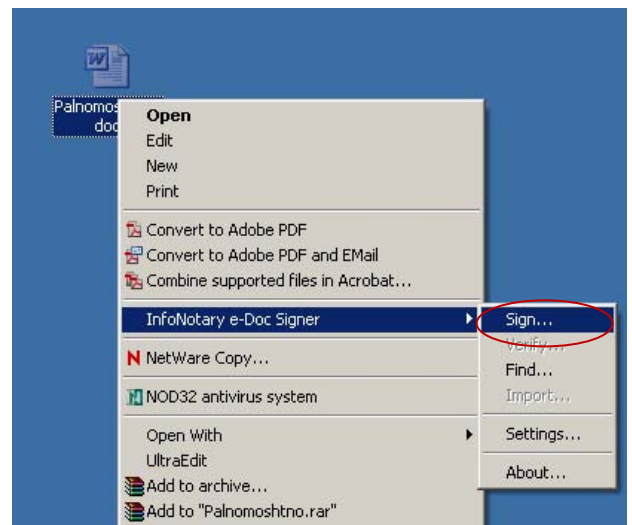 Palnomos
doc
Open
Edit
New
Print
Convert to Adobe PDF
Convert to Adobe PDF and EMail
Combine supported files in Acrobat...
InfoNotary e-Doc Signer
NetWare Copy...
NOD32 antivirus system
Open With
UltraEdit
Add to archive...
Add to "Palnomoshtno.rar"
Sign...
Verify...
Find...
Import...
Settings...
About...